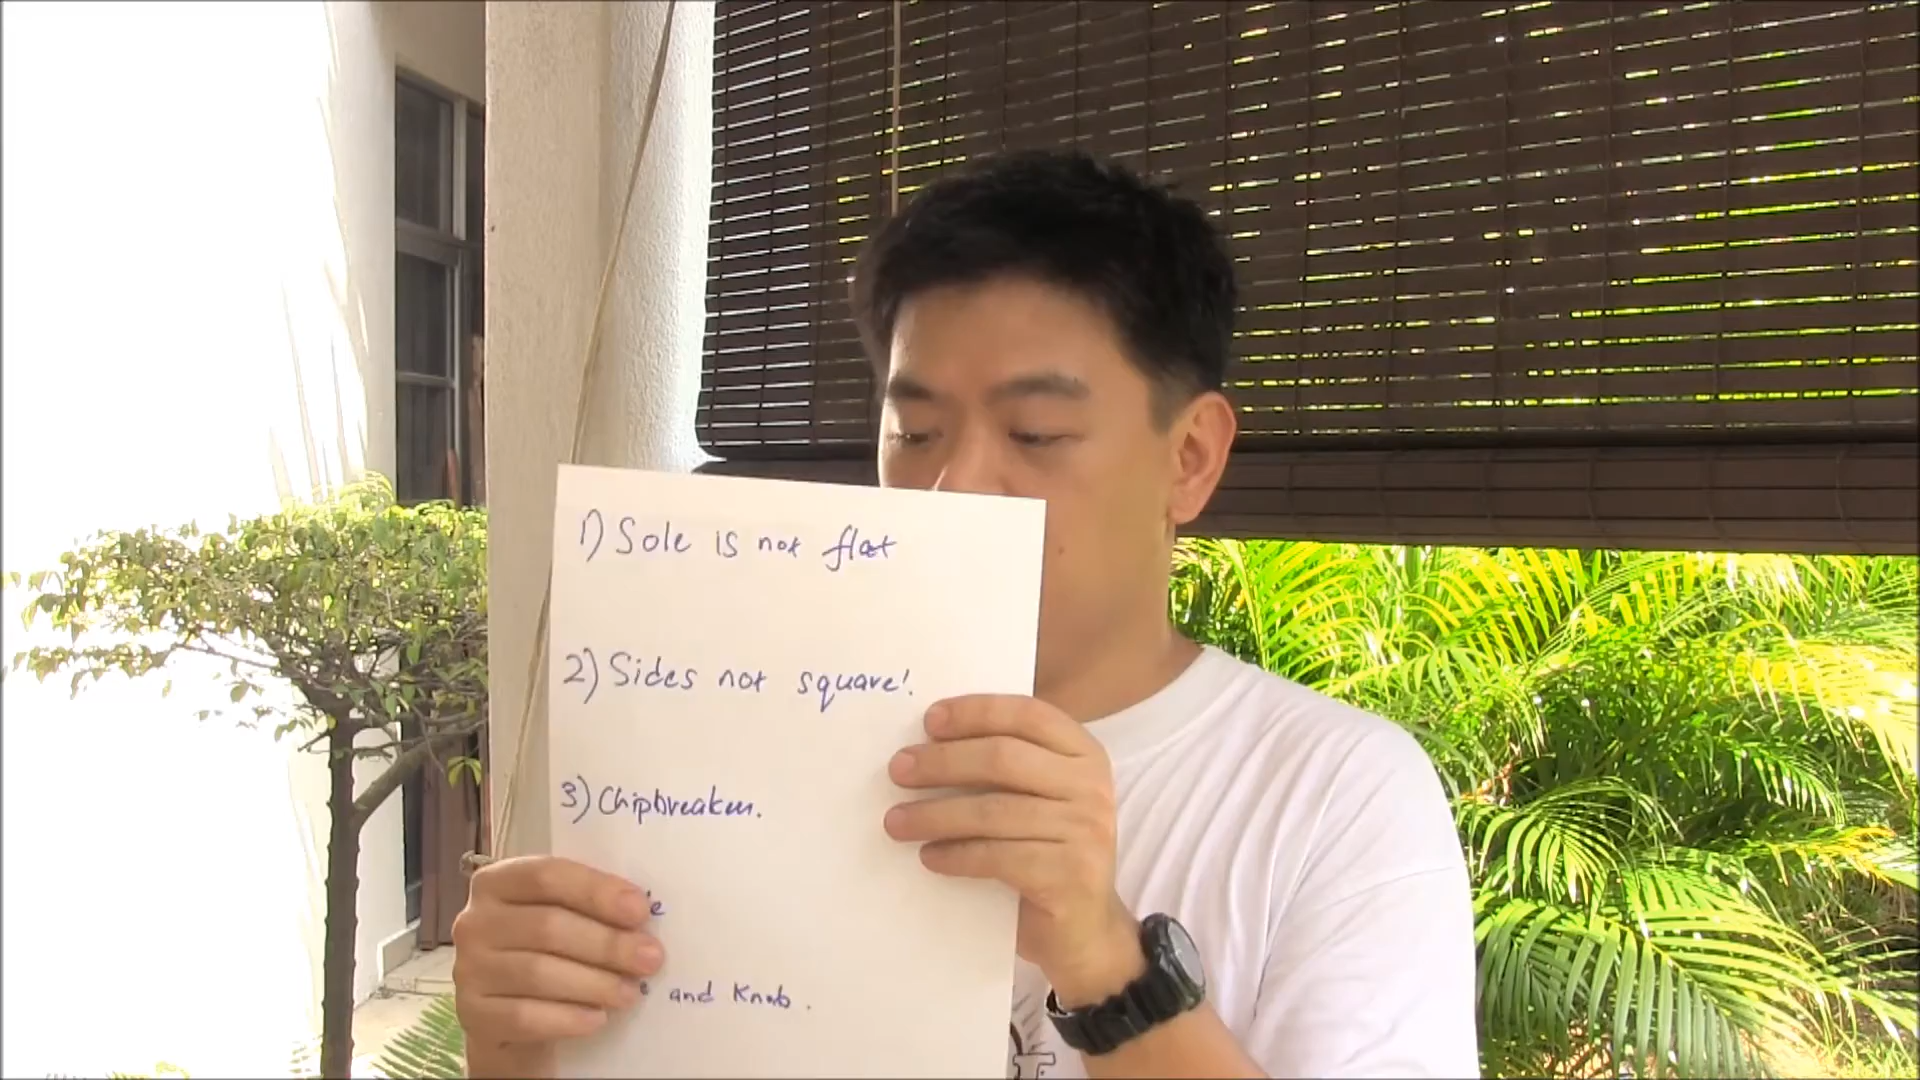 1) Sole is not flat
2) Sides not square!
3) Chipbreaker.
and Knob.